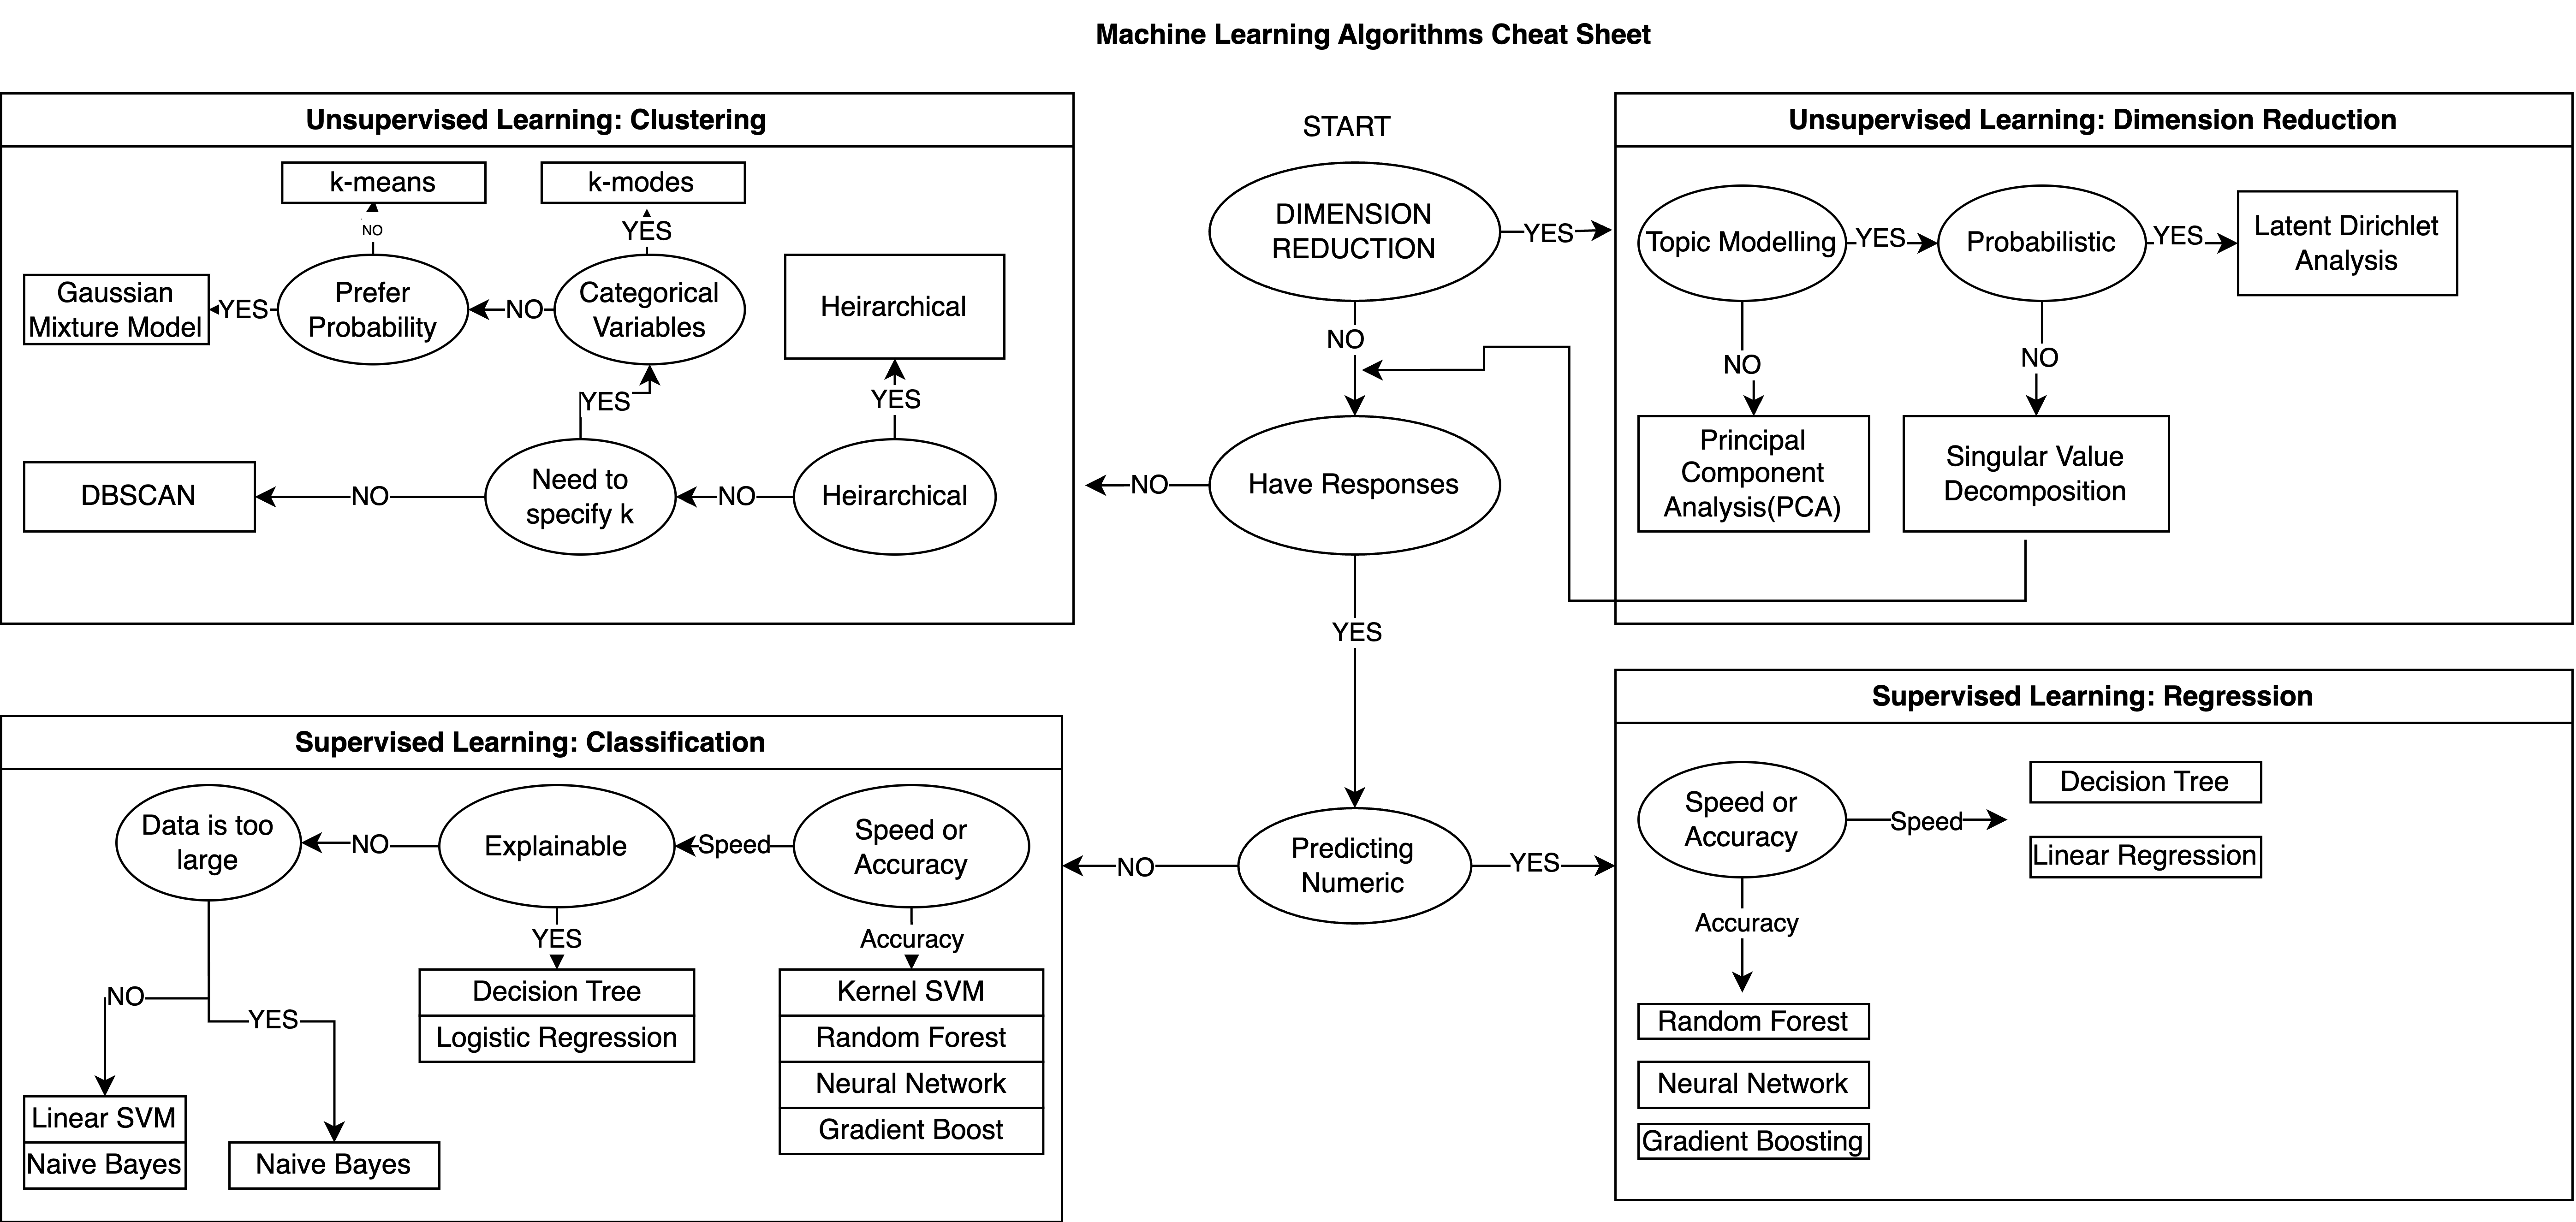 Machine Learning Algorithms Cheat Sheet
Unsupervised Learning: Clustering
k-means
k-modes
NO
YES
Gaussian
Mixture Model
YES
Prefer
Probability
NO
Categorical
Variables
Heirarchical
YES
YES
DBSCAN
NO
Need to
specify k
NO
Heirarchical
START
DIMENSION
REDUCTION
YES
NO
Have Responses
NO
YES
Unsupervised Learning: Dimension Reduction
Topic Modelling
YES
Probabilistic
YES
Latent Dirichlet
Analysis
NO
NO
Principal
Component
Analysis(PCA)
Singular Value
Decomposition
Supervised Learning: Classification
Data is too
large
NO
Explainable
Speed
Speed or
Accuracy
YES
Accuracy
Decision Tree
Logistic Regression
Kernel SVM
Random Forest
Neural Network
Gradient Boost
NO
YES
Linear SVM
Naive Bayes
Naive Bayes
NO
Predicting
Numeric
YES
Supervised Learning: Regression
Speed or
Accuracy
Speed
Decision Tree
Linear Regression
Accuracy
Random Forest
Neural Network
Gradient Boosting